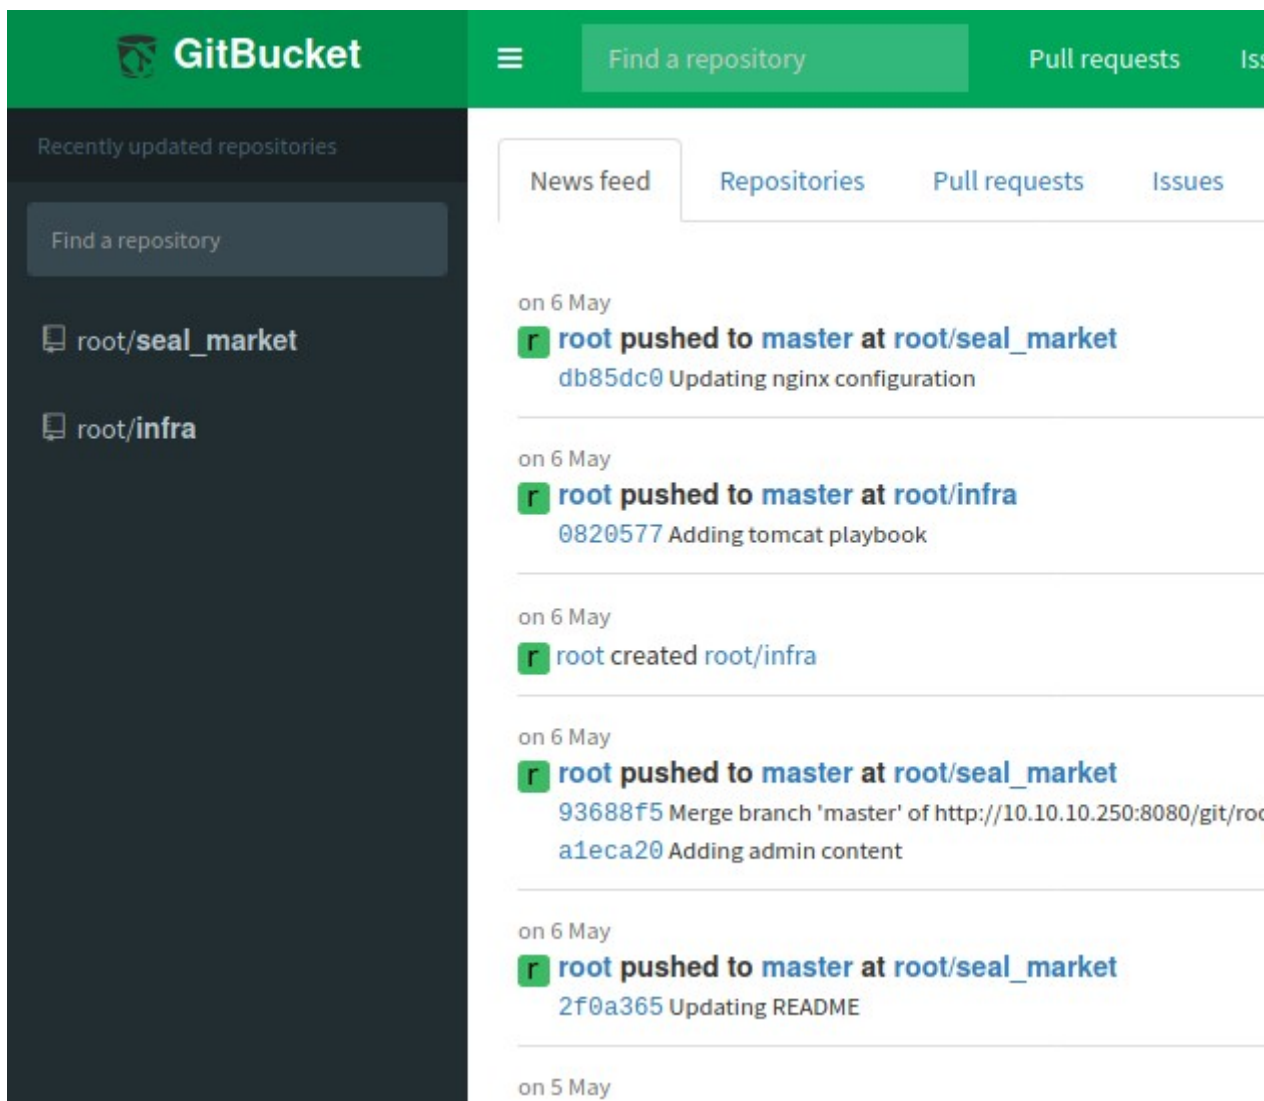 GitBucket
Find a repository
Pull requests
Recently updated repositories
Find a repository
root/seal_market
root/infra
News feed Repositories Pull requests Issues
on 6 May
r root pushed to master at root/seal_market
db85dc0 Updating nginx configuration
on 6 May
r root pushed to master at root/infra
0820577 Adding tomcat playbook
on 6 May
r root created root/infra
on 6 May
r root pushed to master at root/seal_market
93688f5 Merge branch 'master' of http://10.10.10.250:8080/git/roo
a1eca20 Adding admin content
on 6 May
r root pushed to master at root/seal_market
2f0a365 Updating README
on 5 May